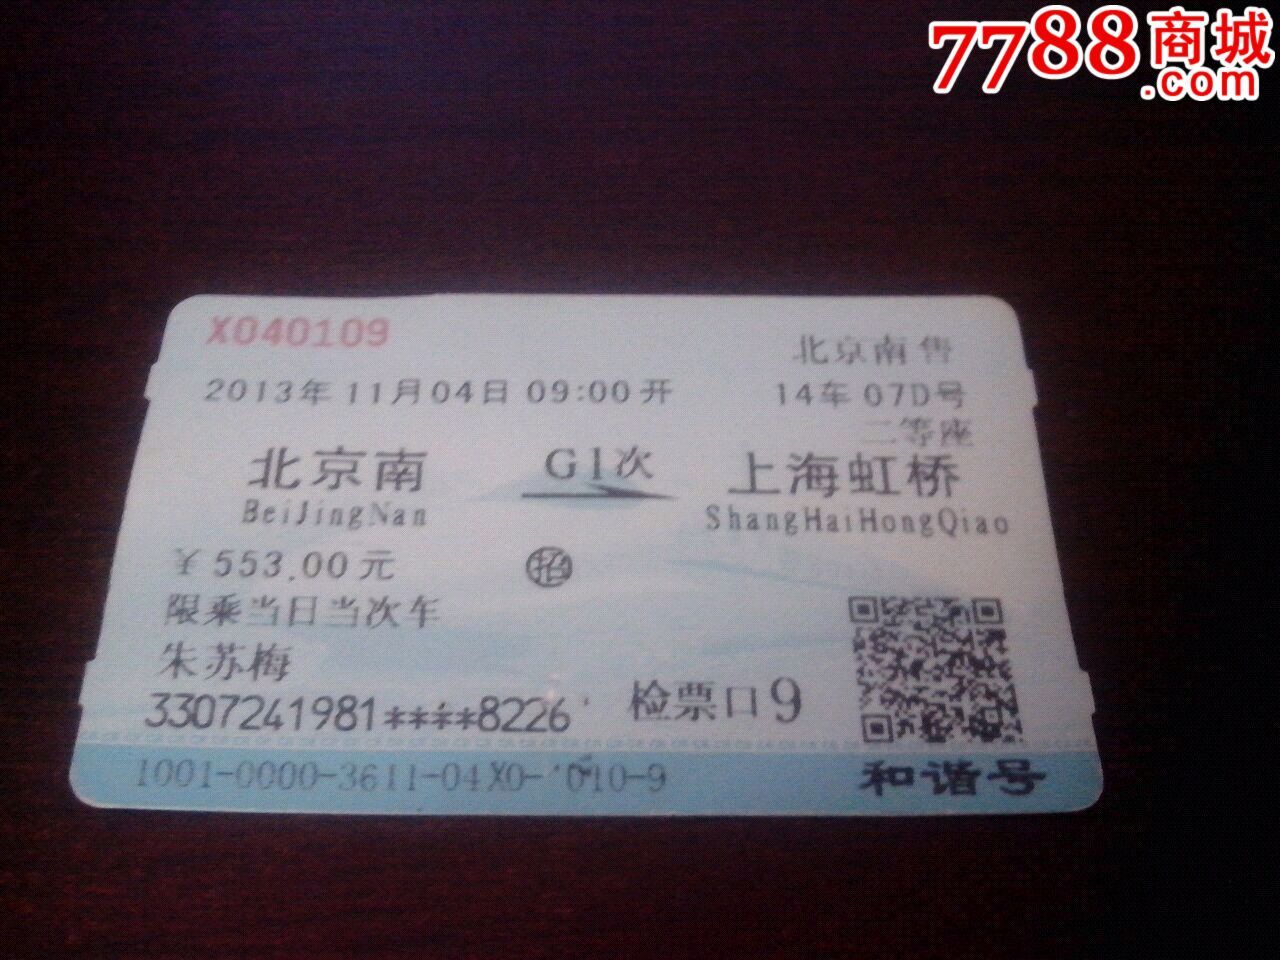 7788商城
.com
X040109
北京南售
2013年11月04日09:00开
14车07D号
二等座
北京南
G1次
上海虹桥
BeiJingNan
ShangHaiHongQiao
￥553.00元
招
限乘当日当次车
朱苏梅
3307241981****8226
检票口9
1001-0000-3611-04X0-
010-9
和谐号